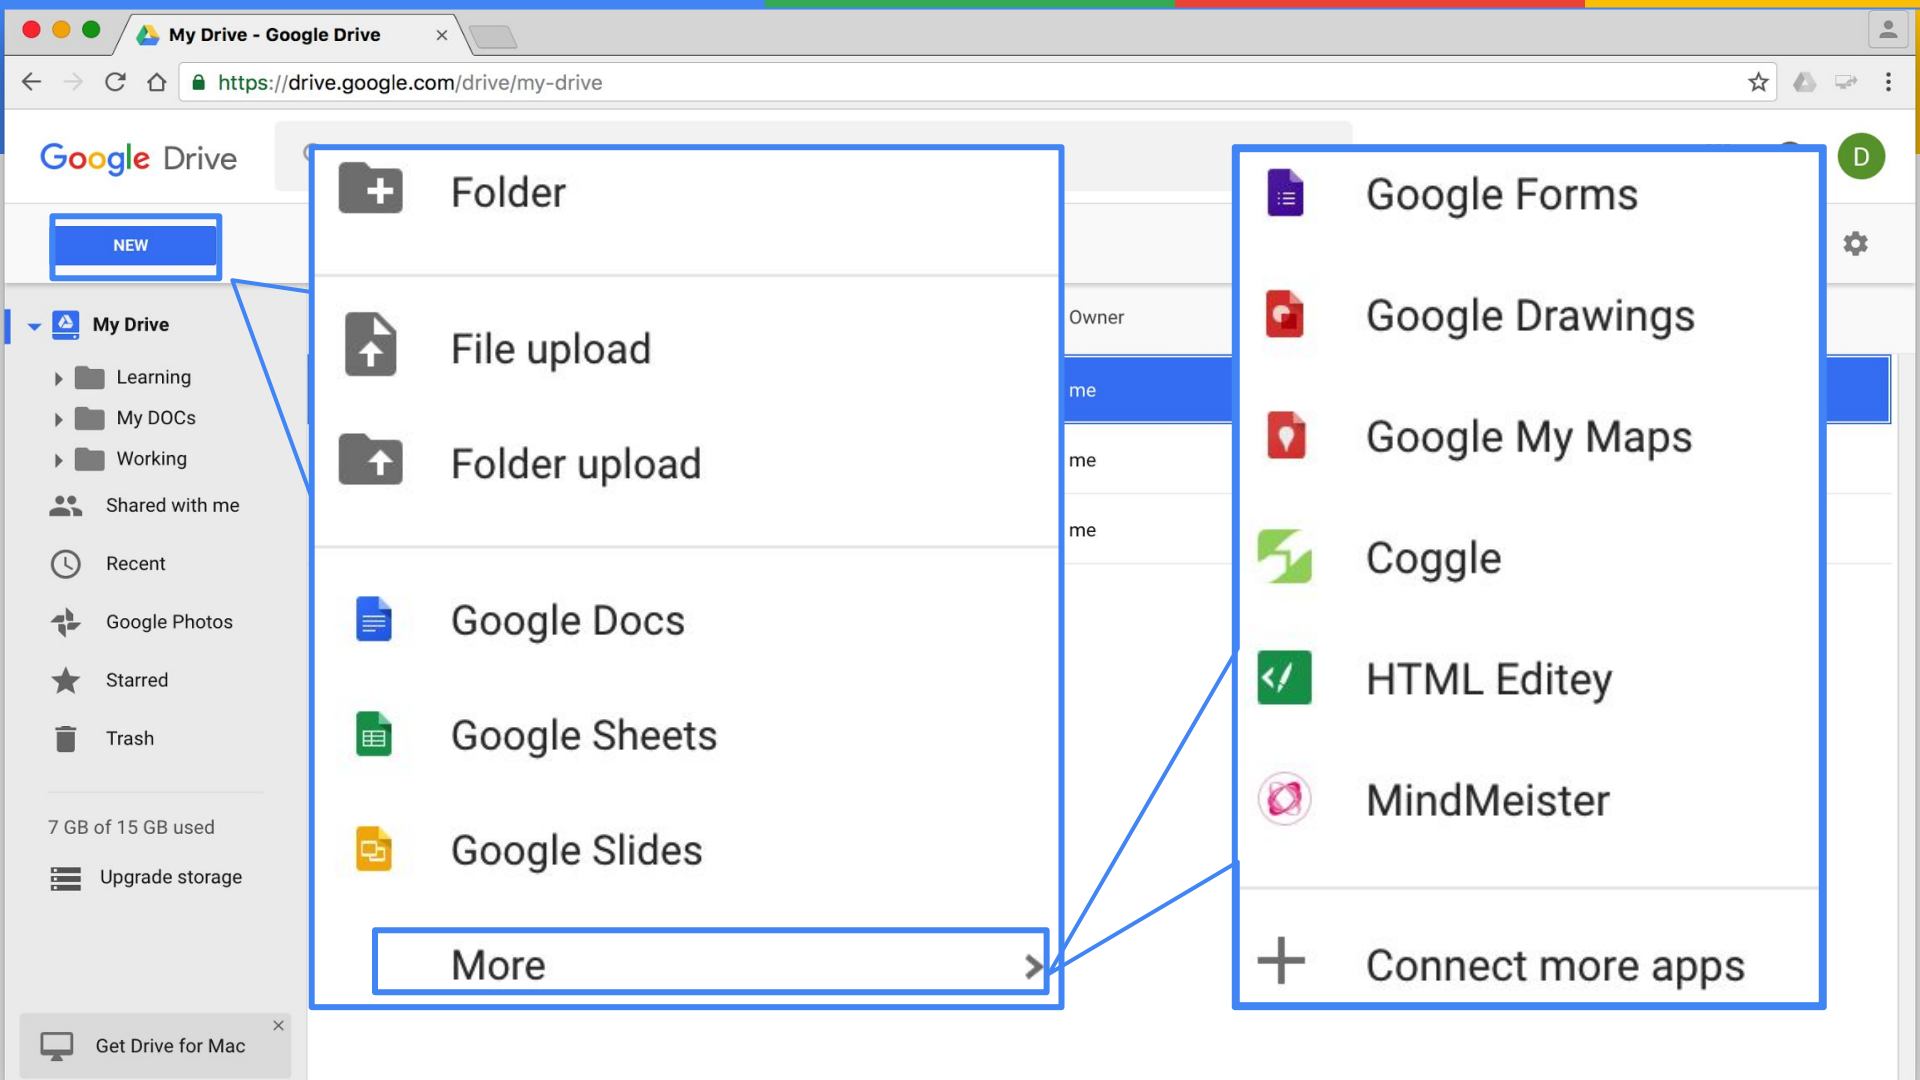 My Drive - Google Drive
https://drive.google.com/drive/my-drive
Google Drive
D
NEW
My Drive
Learning
My DOCs
Working
Shared with me
Recent
Google Photos
Starred
Trash
7 GB of 15 GB used
Upgrade storage
Get Drive for Mac
Folder
File upload
Folder upload
Google Docs
Google Sheets
Google Slides
More
Owner
me
me
me
Google Forms
Google Drawings
Google My Maps
Coggle
HTML Editey
MindMeister
Connect more apps